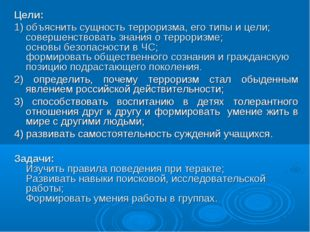 Цели:
1) объяснить сущность терроризма, его типы и цели;
совершенствовать знания о терроризме;
основы безопасности в ЧС;
формировать общественного сознания и гражданскую
позицию подрастающего поколения.
2) определить, почему терроризм стал обыденным
явлением российской действительности;
3) способствовать воспитанию в детях толерантного
отношения друг к другу и формировать умение жить в
мире с другими людьми;
4) развивать самостоятельность суждений учащихся.
Задачи:
Изучить правила поведения при теракте;
Развивать навыки поисковой, исследовательской
работы;
Формировать умения работы в группах.